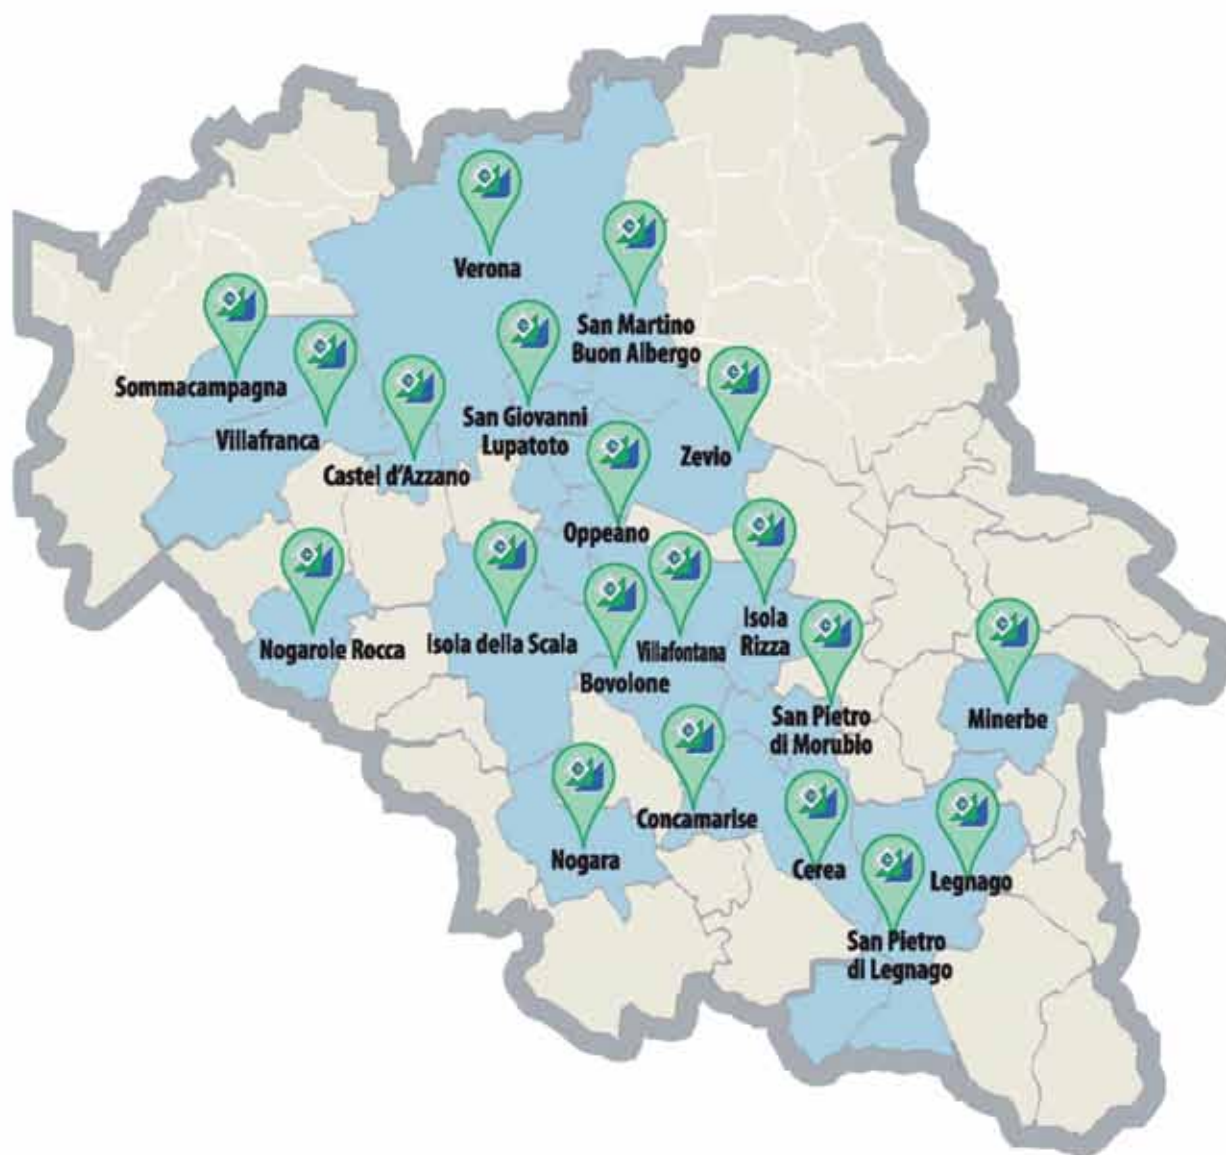 Verona
San Martino
Buon Albergo
Sommacampagna
Villafranca
San Giovanni
Lupatoto
Castel d'Azzano
Zevio
Oppeano
Isola
Rizza
Nogarole Rocca
Isola della Scala
Villafontana
Bovolone
San Pietro
di Morubio
Minerbe
Concamarise
Nogara
Cerea
Legnago
San Pietro
di Legnago